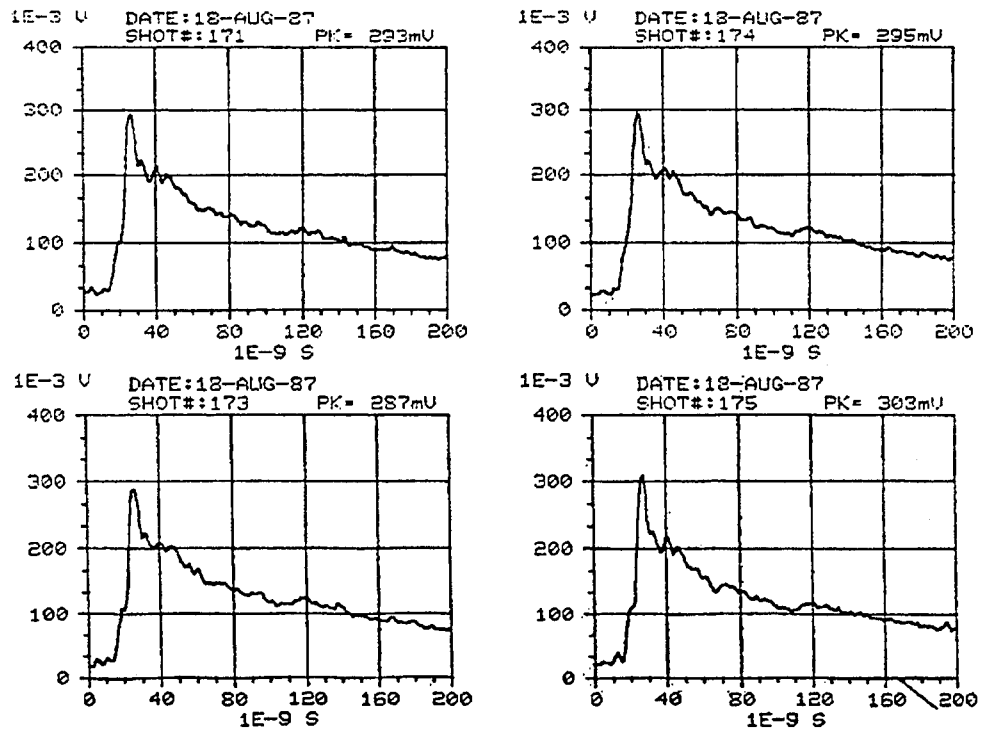 1E-3 V DATE:18-AUG-87
SHOT#:171 PK= 293mV
400
300
200
100
0
0 40 80 120 160 200
1E-9 S
1E-3 V DATE:18-AUG-87
SHOT#:174 PK= 295mV
400
300
200
100
0
0 40 80 120 160 200
1E-9 S
1E-3 V DATE:18-AUG-87
SHOT#:173 PK= 287mV
400
300
200
100
0
0 40 80 120 160 200
1E-9 S
1E-3 V DATE:18-AUG-87
SHOT#:175 PK= 303mV
400
300
200
100
0
0 40 80 120 160 200
1E-9 S